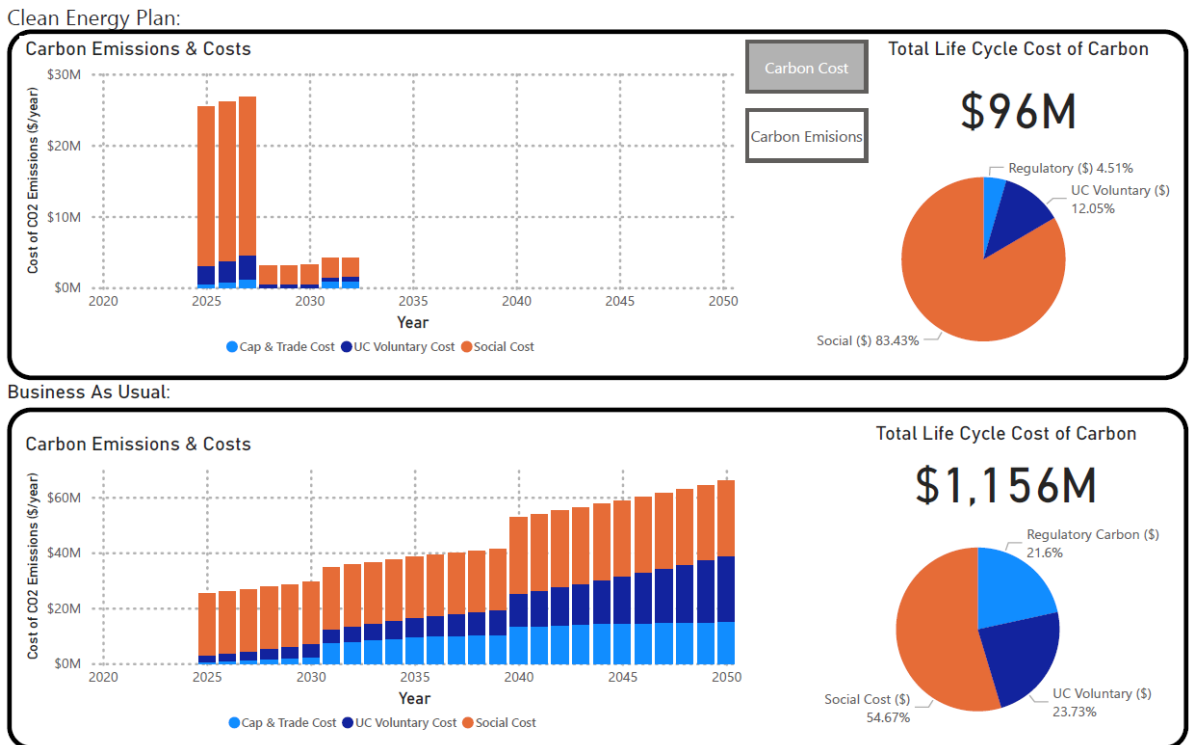 Clean Energy Plan:
Carbon Emissions & Costs
Carbon Cost
Carbon Emisions
Total Life Cycle Cost of Carbon
$96M
Cost of CO2 Emissions ($/year)
$30M
$20M
$10M
$0M
2020 2025 2030 2035 2040 2045 2050
Year
Cap & Trade Cost UC Voluntary Cost Social Cost
Regulatory ($) 4.51%
UC Voluntary ($)
12.05%
Social ($) 83.43%
Business As Usual:
Carbon Emissions & Costs
Total Life Cycle Cost of Carbon
$1,156M
Cost of CO2 Emissions ($/year)
$60M
$40M
$20M
$0M
2020 2025 2030 2035 2040 2045 2050
Year
Cap & Trade Cost UC Voluntary Cost Social Cost
Regulatory Carbon ($)
21.6%
UC Voluntary ($)
23.73%
Social Cost ($)
54.67%